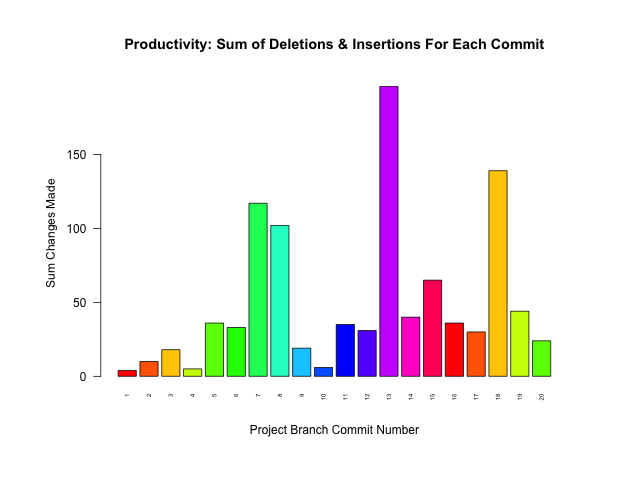 Productivity: Sum of Deletions & Insertions For Each Commit
150
100
50
0
Sum Changes Made
1 2 3 4 5 6 7 8 9 10 11 12 13 14 15 16 17 18 19 20
Project Branch Commit Number